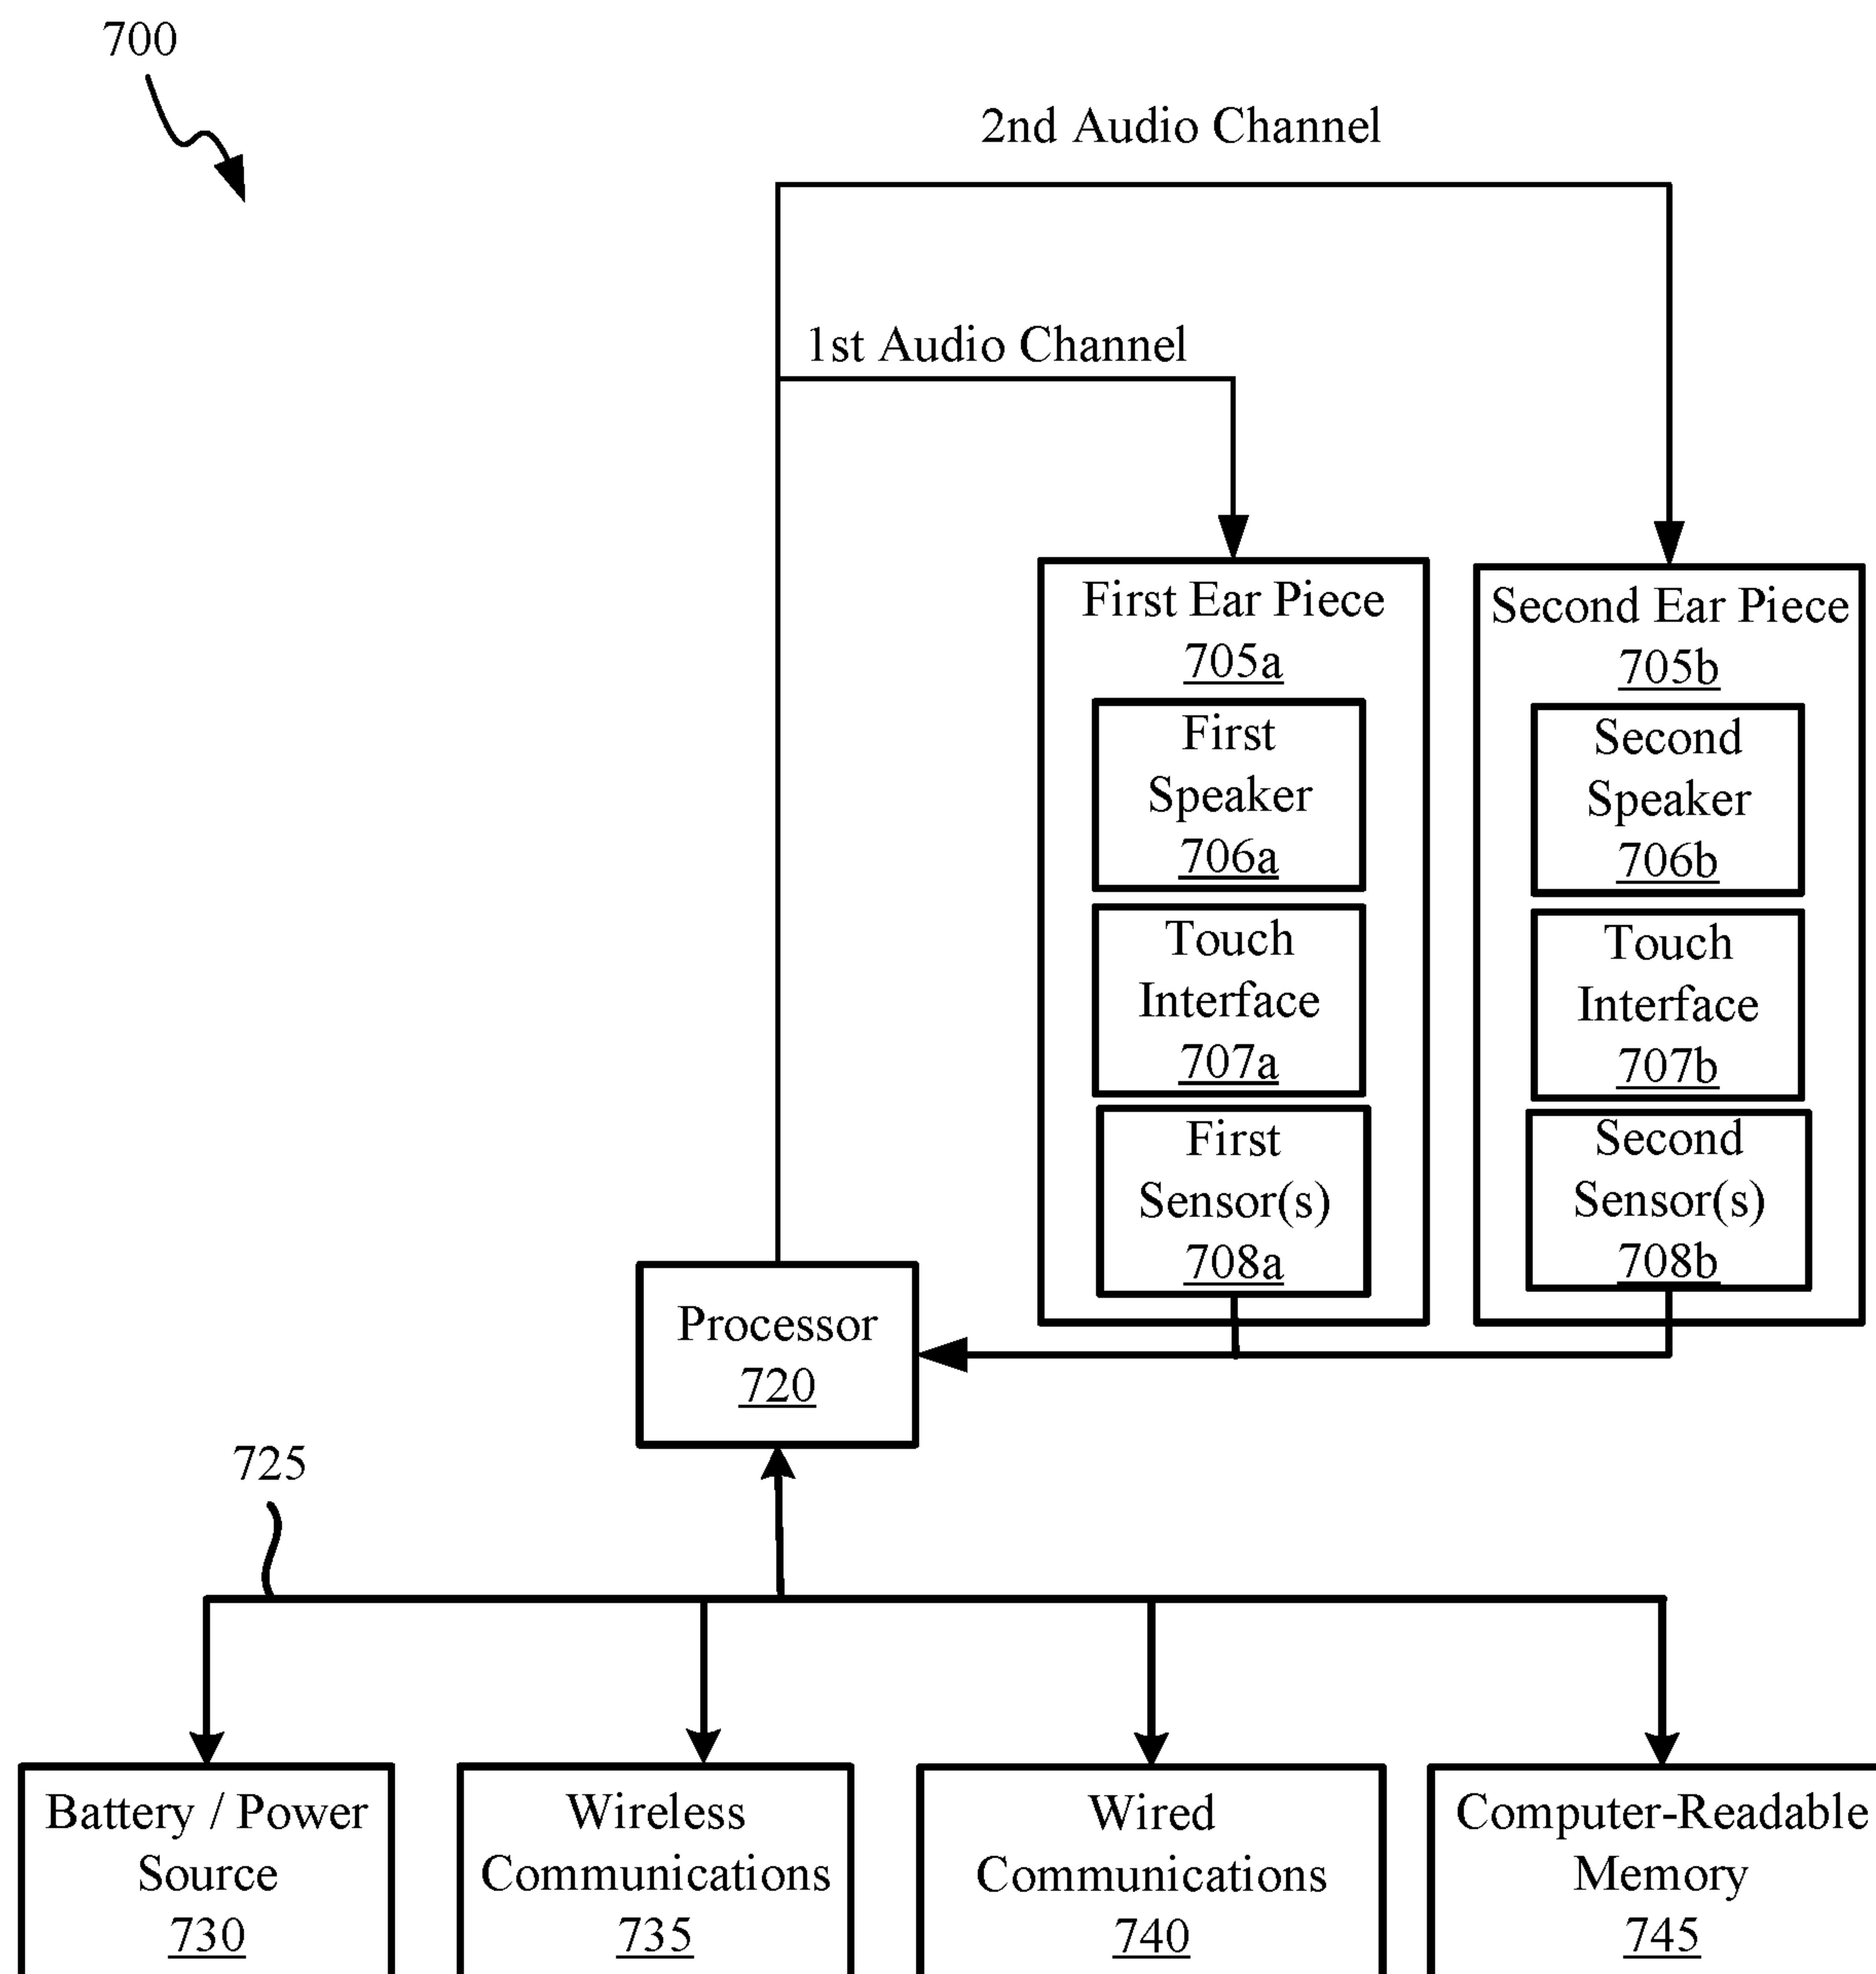 700
2nd Audio Channel
1st Audio Channel
First Ear Piece
705a
First
Speaker
706a
Touch
Interface
707a
First
Sensor(s)
708a
Second Ear Piece
705b
Second
Speaker
706b
Touch
Interface
707b
Second
Sensor(s)
708b
Processor
720
725
Battery / Power
Source
730
Wireless
Communications
735
Wired
Communications
740
Computer-Readable
Memory
745